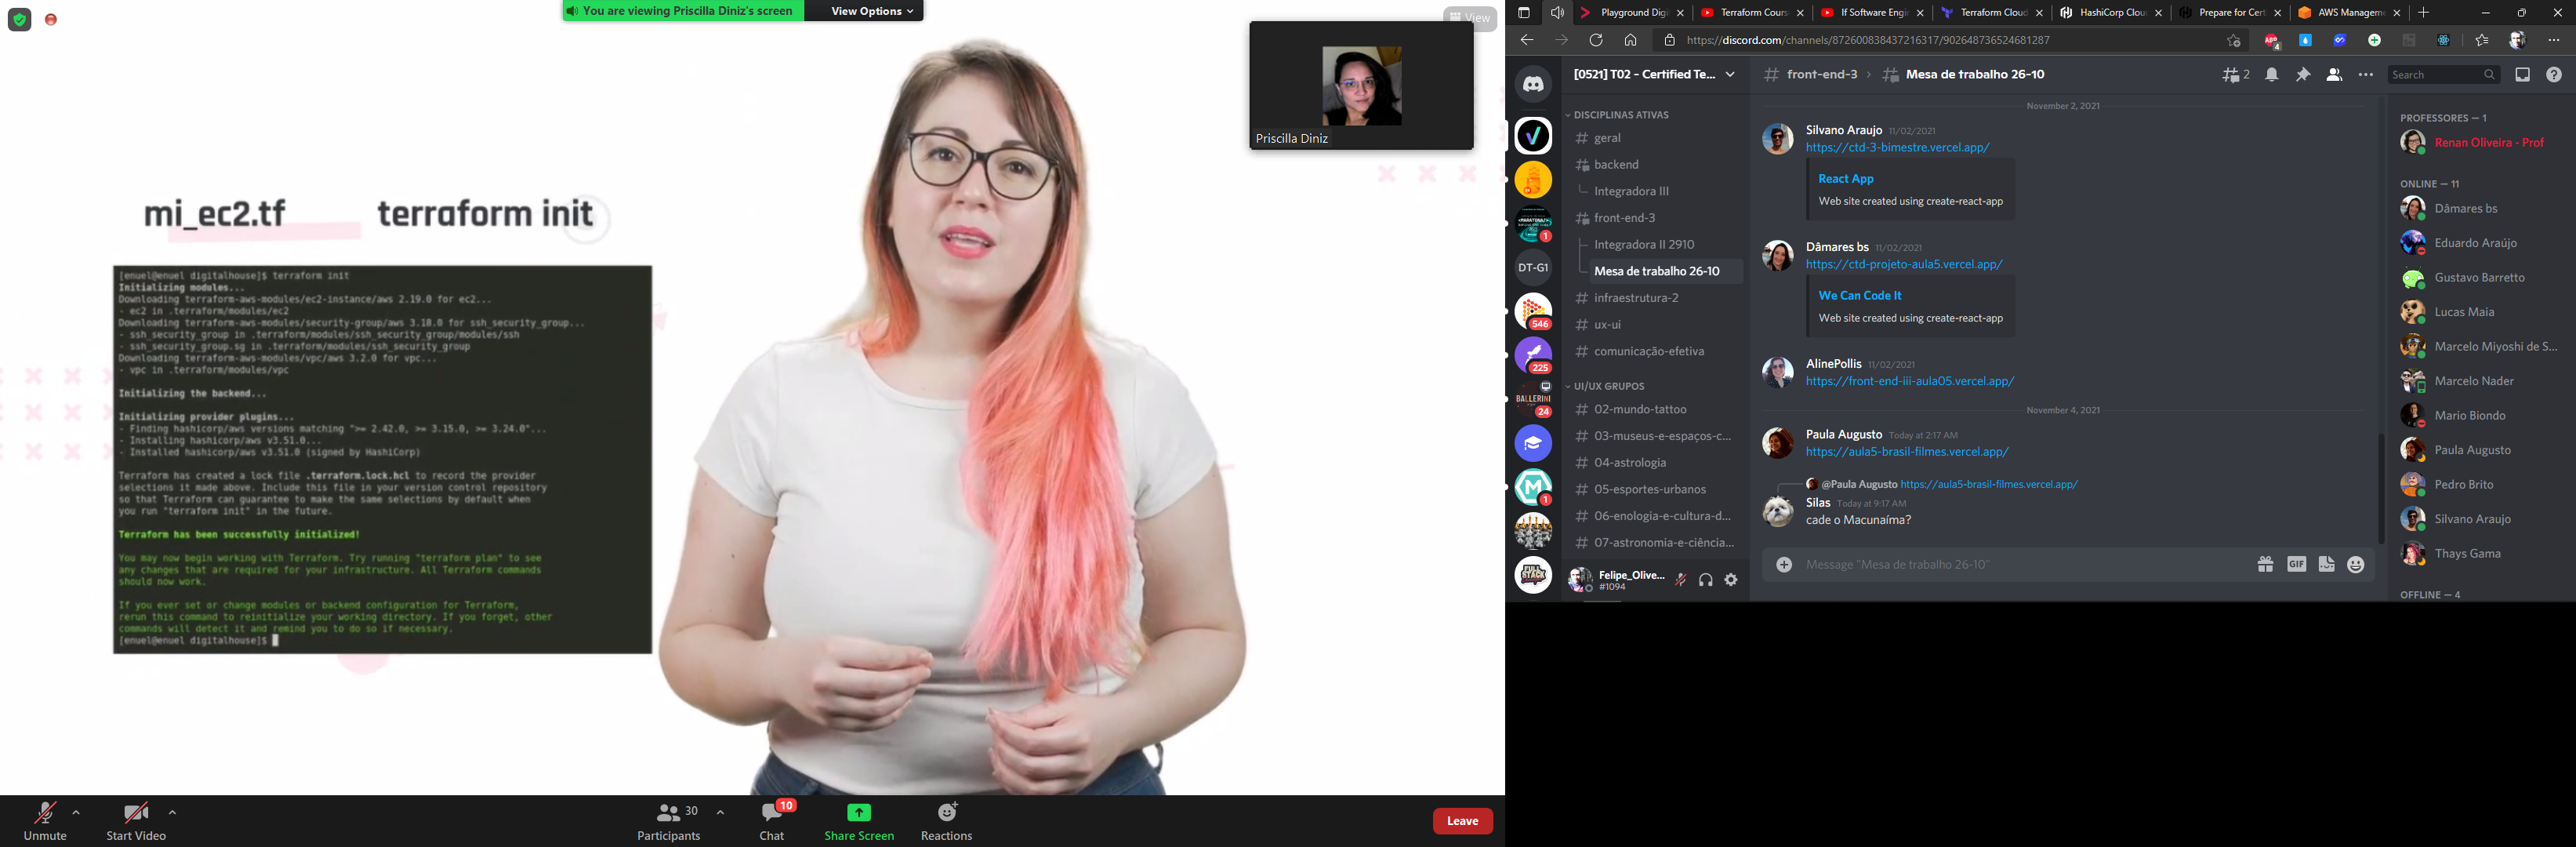 You are viewing Priscilla Diniz's screen
View Options
View
Priscilla Diniz
mi_ec2.tf
terraform init
[enuel@enuel digitalhouse]$ terraform init
Initializing modules...
Downloading terraform-aws-modules/ec2-instance/aws 2.19.0 for ec2...
- ec2 in .terraform/modules/ec2
Downloading terraform-aws-modules/security-group/aws 3.18.0 for ssh_security_group...
- ssh_security_group in .terraform/modules/ssh_security_group/modules/ssh
- ssh_security_group.sg in .terraform/modules/ssh_security_group
Downloading terraform-aws-modules/vpc/aws 3.2.0 for vpc...
- vpc in .terraform/modules/vpc
Initializing the backend...
Initializing provider plugins...
- Finding hashicorp/aws versions matching ">= 2.42.0, >= 3.15.0, >= 3.24.0"...
- Installing hashicorp/aws v3.51.0...
- Installed hashicorp/aws v3.51.0 (signed by HashiCorp)
Terraform has created a lock file .terraform.lock.hcl to record the provider
selections it made above. Include this file in your version control repository
so that Terraform can guarantee to make the same selections by default when
you run "terraform init" in the future.
Terraform has been successfully initialized!
You may now begin working with Terraform. Try running "terraform plan" to see
any changes that are required for your infrastructure. All Terraform commands
should now work.
If you ever set or change modules or backend configuration for Terraform,
rerun this command to reinitialize your working directory. If you forget, other
commands will detect it and remind you to do so if necessary.
[enuel@enuel digitalhouse]$
Unmute
Start Video
30
Participants
10
Chat
Share Screen
Reactions
Leave
Playground Digi
Terraform Cours
If Software Engin
Terraform Cloud
HashiCorp Clou
Prepare for Cert
AWS Manageme
https://discord.com/channels/872600838437216317/902648736524681287
4
[0521] T02 - Certified Te...
DISCIPLINAS ATIVAS
geral
backend
Integradora III
front-end-3
Integradora II 2910
Mesa de trabalho 26-10
infraestrutura-2
ux-ui
comunicação-efetiva
UI/UX GRUPOS
02-mundo-tattoo
03-museus-e-espaços-c...
04-astrologia
05-esportes-urbanos
06-enologia-e-cultura-d...
07-astronomia-e-ciência...
1
DT-G1
546
225
BALLERINI
24
1
FULL STACK
Felipe_Olive...
#1094
front-end-3 > Mesa de trabalho 26-10
2
Search
November 2, 2021
Silvano Araujo 11/02/2021
https://ctd-3-bimestre.vercel.app/
React App
Web site created using create-react-app
Dâmares bs 11/02/2021
https://ctd-projeto-aula5.vercel.app/
We Can Code It
Web site created using create-react-app
AlinePollis 11/02/2021
https://front-end-iii-aula05.vercel.app/
November 4, 2021
Paula Augusto Today at 2:17 AM
https://aula5-brasil-filmes.vercel.app/
@Paula Augusto https://aula5-brasil-filmes.vercel.app/
Silas Today at 9:17 AM
cade o Macunaíma?
Message "Mesa de trabalho 26-10"
GIF
PROFESSORES — 1
Renan Oliveira - Prof
ONLINE — 11
Dâmares bs
Eduardo Araújo
Gustavo Barretto
Lucas Maia
Marcelo Miyoshi de S...
Marcelo Nader
Mario Biondo
Paula Augusto
Pedro Brito
Silvano Araujo
Thays Gama
OFFLINE — 4